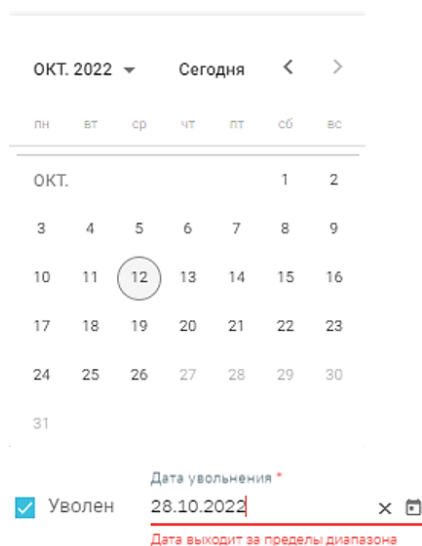 ОКТ. 2022 Сегодня
пн вт ср чт пт сб вс
ОКТ. 1 2
3 4 5 6 7 8 9
10 11 12 13 14 15 16
17 18 19 20 21 22 23
24 25 26 27 28 29 30
31
Дата увольнения *
Уволен 28.10.2022
Дата выходит за пределы диапазона